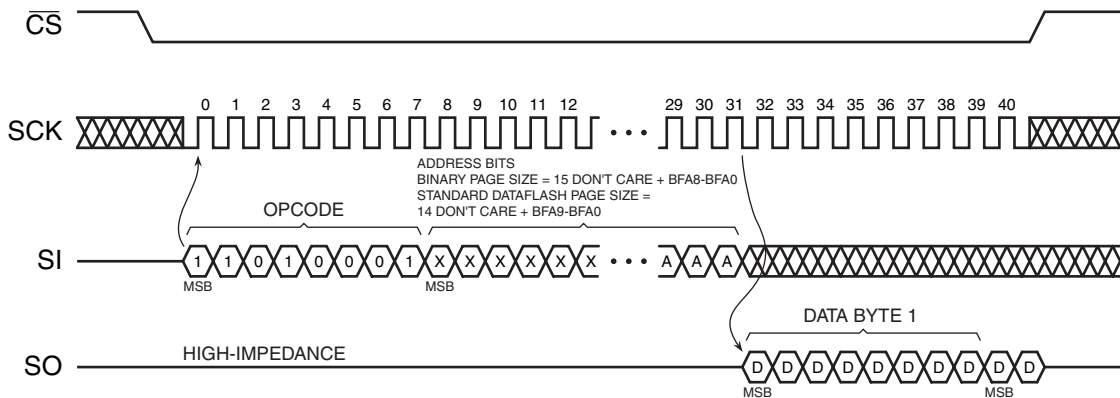 CS
SCK
0 1 2 3 4 5 6 7 8 9 10 11 12 • • • 29 30 31 32 33 34 35 36 37 38 39 40
ADDRESS BITS
BINARY PAGE SIZE = 15 DON'T CARE + BFA8-BFA0
STANDARD DATAFLASH PAGE SIZE =
14 DON'T CARE + BFA9-BFA0
OPCODE
SI
1 1 0 1 0 0 0 1 X X X X X X • • • A A A
MSB MSB
DATA BYTE 1
SO
HIGH-IMPEDANCE
D D D D D D D D D D
MSB MSB